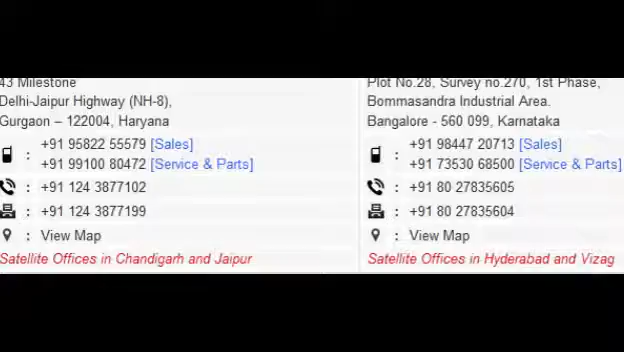 43 Milestone
Delhi-Jaipur Highway (NH-8),
Gurgaon – 122004, Haryana
: +91 95822 55579 [Sales]
+91 99100 80472 [Service & Parts]
: +91 124 3877102
: +91 124 3877199
: View Map
Satellite Offices in Chandigarh and Jaipur
Plot No.28, Survey no.270, 1st Phase,
Bommasandra Industrial Area.
Bangalore - 560 099, Karnataka
: +91 98447 20713 [Sales]
+91 73530 68500 [Service & Parts]
: +91 80 27835605
: +91 80 27835604
: View Map
Satellite Offices in Hyderabad and Vizag